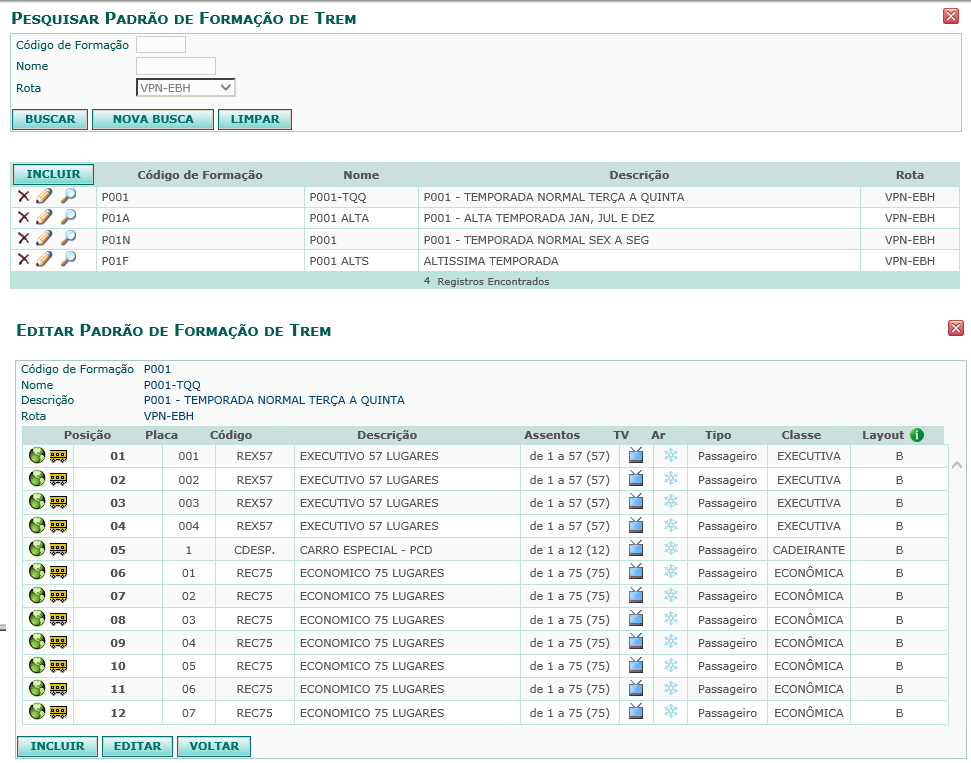 PESQUISAR PADRÃO DE FORMAÇÃO DE TREM
Código de Formação
Nome
Rota VPN-EBH
BUSCAR NOVA BUSCA LIMPAR
INCLUIR Código de Formação Nome Descrição Rota
P001 P001-TQQ P001 - TEMPORADA NORMAL TERÇA A QUINTA VPN-EBH
P01A P001 ALTA P001 - ALTA TEMPORADA JAN, JUL E DEZ VPN-EBH
P01N P001 P001 - TEMPORADA NORMAL SEX A SEG VPN-EBH
P01F P001 ALTS ALTISSIMA TEMPORADA VPN-EBH
4 Registros Encontrados
EDITAR PADRÃO DE FORMAÇÃO DE TREM
Código de Formação P001
Nome P001-TQQ
Descrição P001 - TEMPORADA NORMAL TERÇA A QUINTA
Rota VPN-EBH
Posição Placa Código Descrição Assentos TV Ar Tipo Classe Layout i
01 001 REX57 EXECUTIVO 57 LUGARES de 1 a 57 (57) Passageiro EXECUTIVA B
02 002 REX57 EXECUTIVO 57 LUGARES de 1 a 57 (57) Passageiro EXECUTIVA B
03 003 REX57 EXECUTIVO 57 LUGARES de 1 a 57 (57) Passageiro EXECUTIVA B
04 004 REX57 EXECUTIVO 57 LUGARES de 1 a 57 (57) Passageiro EXECUTIVA B
05 1 CDESP. CARRO ESPECIAL - PCD de 1 a 12 (12) Passageiro CADEIRANTE B
06 01 REC75 ECONOMICO 75 LUGARES de 1 a 75 (75) Passageiro ECONÔMICA B
07 02 REC75 ECONOMICO 75 LUGARES de 1 a 75 (75) Passageiro ECONÔMICA B
08 03 REC75 ECONOMICO 75 LUGARES de 1 a 75 (75) Passageiro ECONÔMICA B
09 04 REC75 ECONOMICO 75 LUGARES de 1 a 75 (75) Passageiro ECONÔMICA B
10 05 REC75 ECONOMICO 75 LUGARES de 1 a 75 (75) Passageiro ECONÔMICA B
11 06 REC75 ECONOMICO 75 LUGARES de 1 a 75 (75) Passageiro ECONÔMICA B
12 07 REC75 ECONOMICO 75 LUGARES de 1 a 75 (75) Passageiro ECONÔMICA B
INCLUIR EDITAR VOLTAR